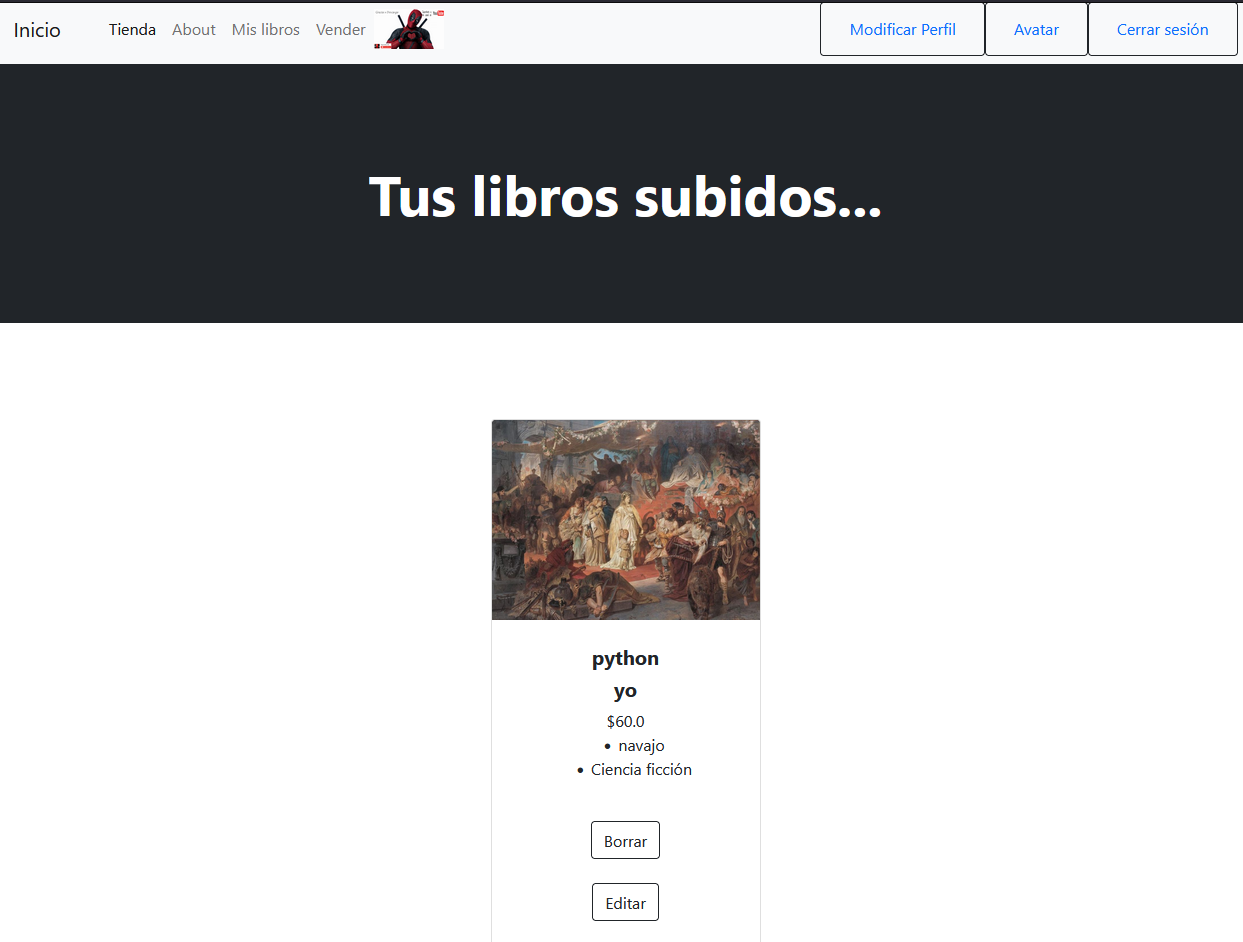 Inicio Tienda About Mis libros Vender Modificar Perfil Avatar Cerrar sesión
Tus libros subidos...
python
yo
$60.0
• navajo
• Ciencia ficción
Borrar
Editar